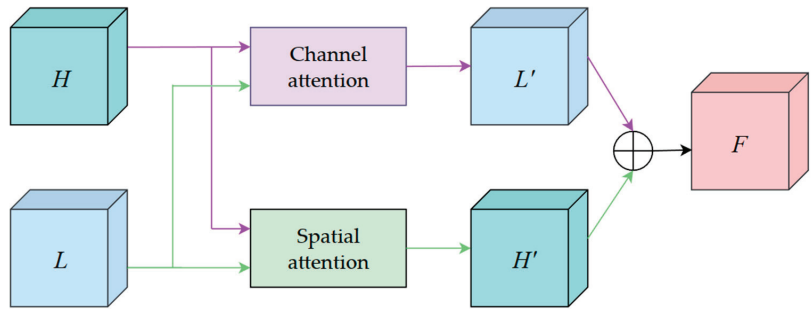 H
Channel
attention
L'
F
L
Spatial
attention
H'